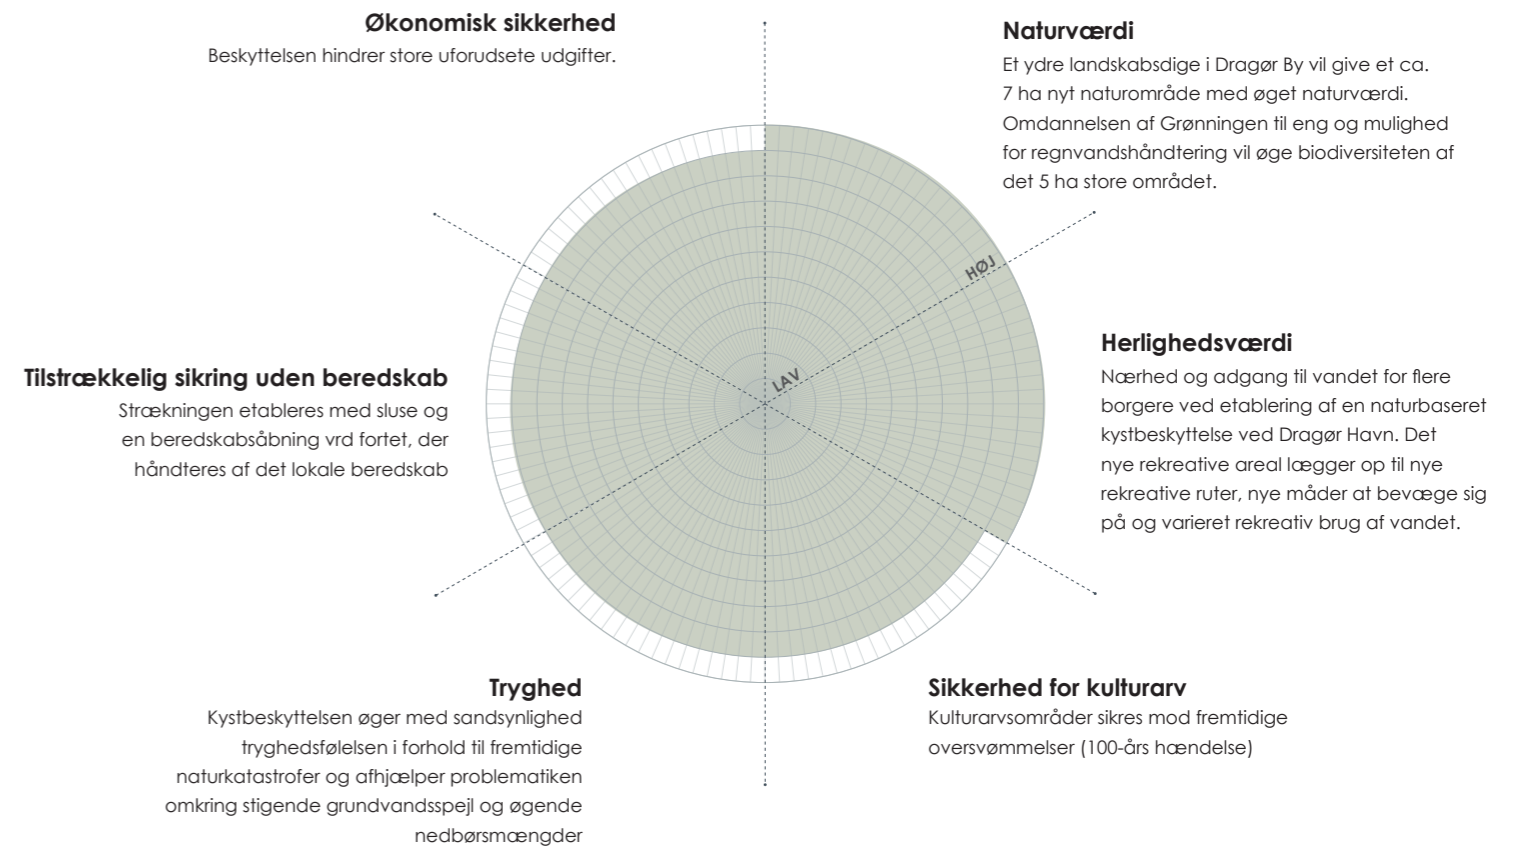 Økonomisk sikkerhed
Beskyttelsen hindrer store uforudsete udgifter.
Naturværdi
Et ydre landskabsdige i Dragør By vil give et ca.
7 ha nyt naturområde med øget naturværdi.
Omdannelsen af Grønningen til eng og mulighed
for regnvandshåndtering vil øge biodiversiteten af
det 5 ha store området.
HØJ
LAV
Herlighedsværdi
Nærhed og adgang til vandet for flere
borgere ved etablering af en naturbaseret
kystbeskyttelse ved Dragør Havn. Det
nye rekreative areal lægger op til nye
rekreative ruter, nye måder at bevæge sig
på og varieret rekreativ brug af vandet.
Tilstrækkelig sikring uden beredskab
Strækningen etableres med sluse og
en beredskabsåbning vrd fortet, der
håndteres af det lokale beredskab
Tryghed
Kystbeskyttelsen øger med sandsynlighed
tryghedsfølelsen i forhold til fremtidige
naturkatastrofer og afhjælper problematiken
omkring stigende grundvandsspejl og øgende
nedbørsmængder
Sikkerhed for kulturarv
Kulturarvsområder sikres mod fremtidige
oversvømmelser (100-års hændelse)